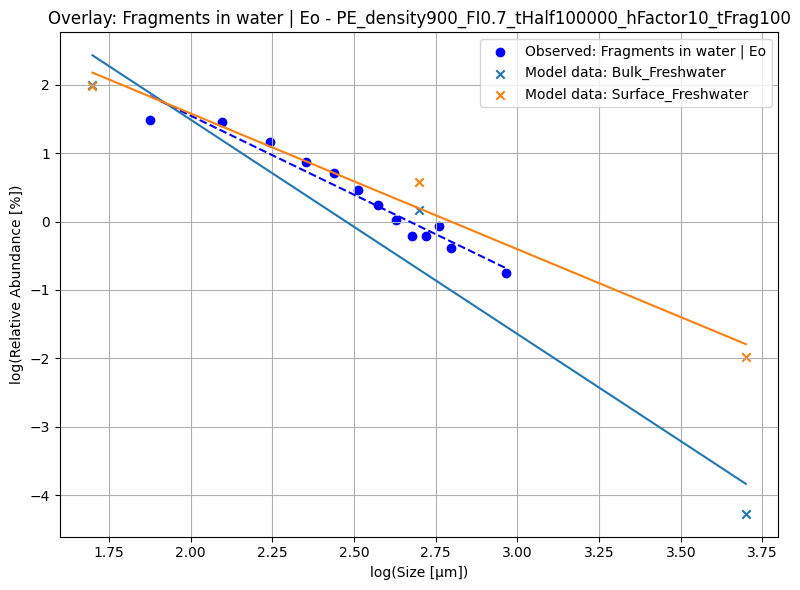 Overlay: Fragments in water | Eo - PE_density900_FI0.7_tHalf100000_hFactor10_tFrag100
Observed: Fragments in water | Eo
Model data: Bulk_Freshwater
Model data: Surface_Freshwater
log(Relative Abundance [%])
2
1
0
−1
−2
−3
−4
1.75
2.00
2.25
2.50
2.75
3.00
3.25
3.50
3.75
log(Size [µm])